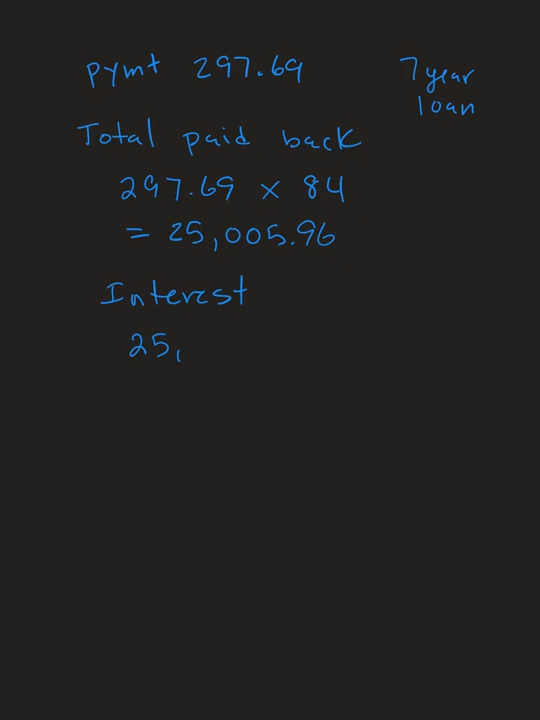 pymt 297.69
7 year
loan
Total paid back
297.69 × 84
= 25,005.96
Interest
25,